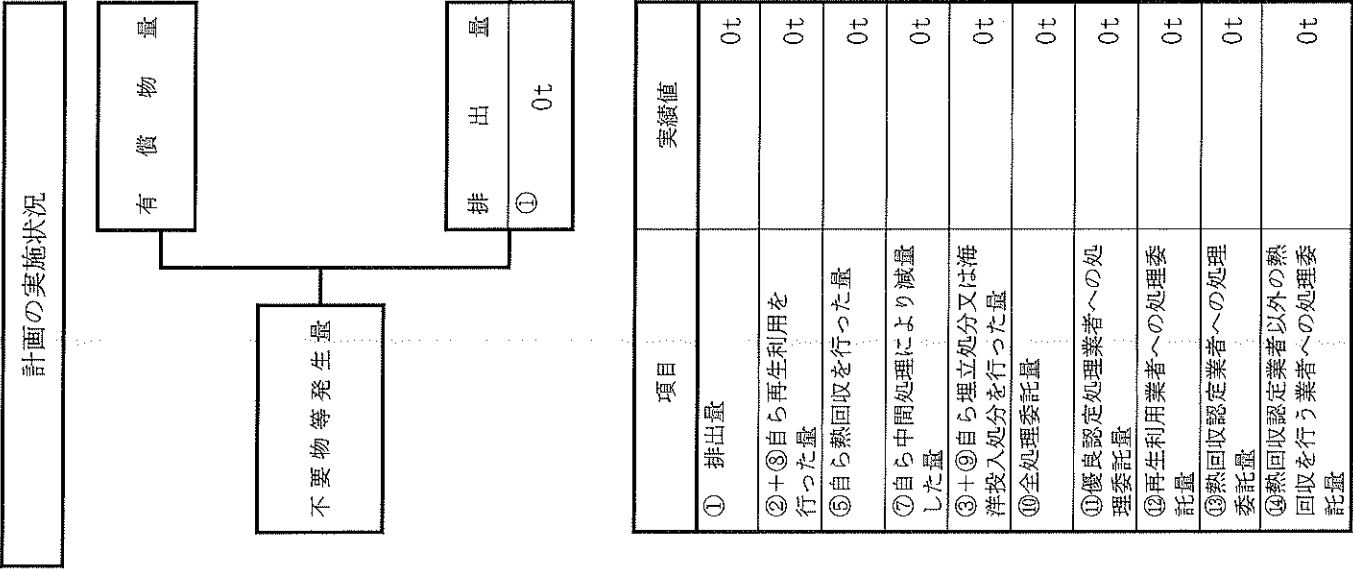 計画の実施状況
有償物量
不要物等発生量
排出量
①
0t
項目
実績値
① 排出量
0t
②+⑧自ら再生利用を
行った量
0t
⑤自ら熱回収を行った量
0t
⑦自ら中間処理により減量
した量
0t
③+⑨自ら埋立処分又は海
洋投入処分を行った量
0t
⑩全処理委託量
0t
⑪優良認定処理業者への処
理委託量
0t
⑫再生利用業者への処理委
託量
0t
⑬熱回収認定業者への処理
委託量
0t
⑭熱回収認定業者以外の熱
回収を行う業者への処理委
託量
0t